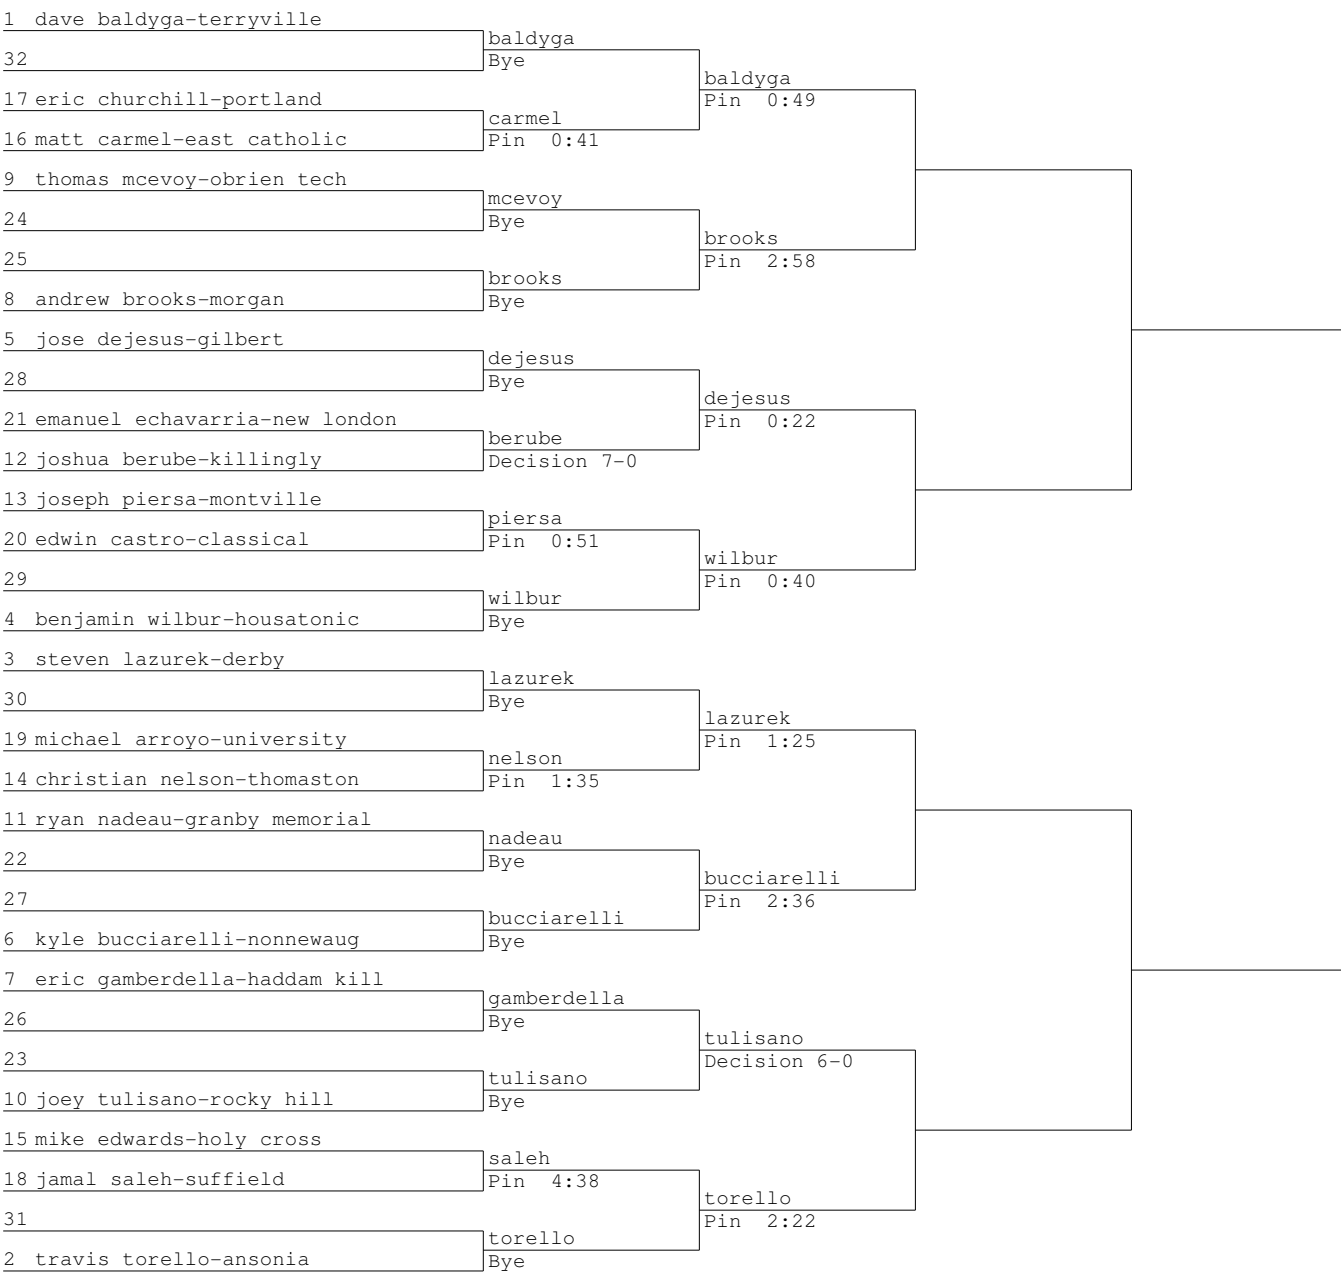 1 dave baldyga-terryville
baldyga
32
Bye
baldyga
17 eric churchill-portland
Pin 0:49
carmel
16 matt carmel-east catholic
Pin 0:41
9 thomas mcevoy-obrien tech
mcevoy
24
Bye
brooks
25
Pin 2:58
brooks
8 andrew brooks-morgan
Bye
5 jose dejesus-gilbert
dejesus
28
Bye
dejesus
21 emanuel echavarria-new london
Pin 0:22
berube
12 joshua berube-killingly
Decision 7-0
13 joseph piersa-montville
piersa
20 edwin castro-classical
Pin 0:51
wilbur
29
Pin 0:40
wilbur
4 benjamin wilbur-housatonic
Bye
3 steven lazurek-derby
lazurek
30
Bye
lazurek
19 michael arroyo-university
Pin 1:25
nelson
14 christian nelson-thomaston
Pin 1:35
11 ryan nadeau-granby memorial
nadeau
22
Bye
bucciarelli
27
Pin 2:36
bucciarelli
6 kyle bucciarelli-nonnewaug
Bye
7 eric gamberdella-haddam kill
gamberdella
26
Bye
tulisano
23
Decision 6-0
tulisano
10 joey tulisano-rocky hill
Bye
15 mike edwards-holy cross
saleh
18 jamal saleh-suffield
Pin 4:38
torello
31
Pin 2:22
torello
2 travis torello-ansonia
Bye